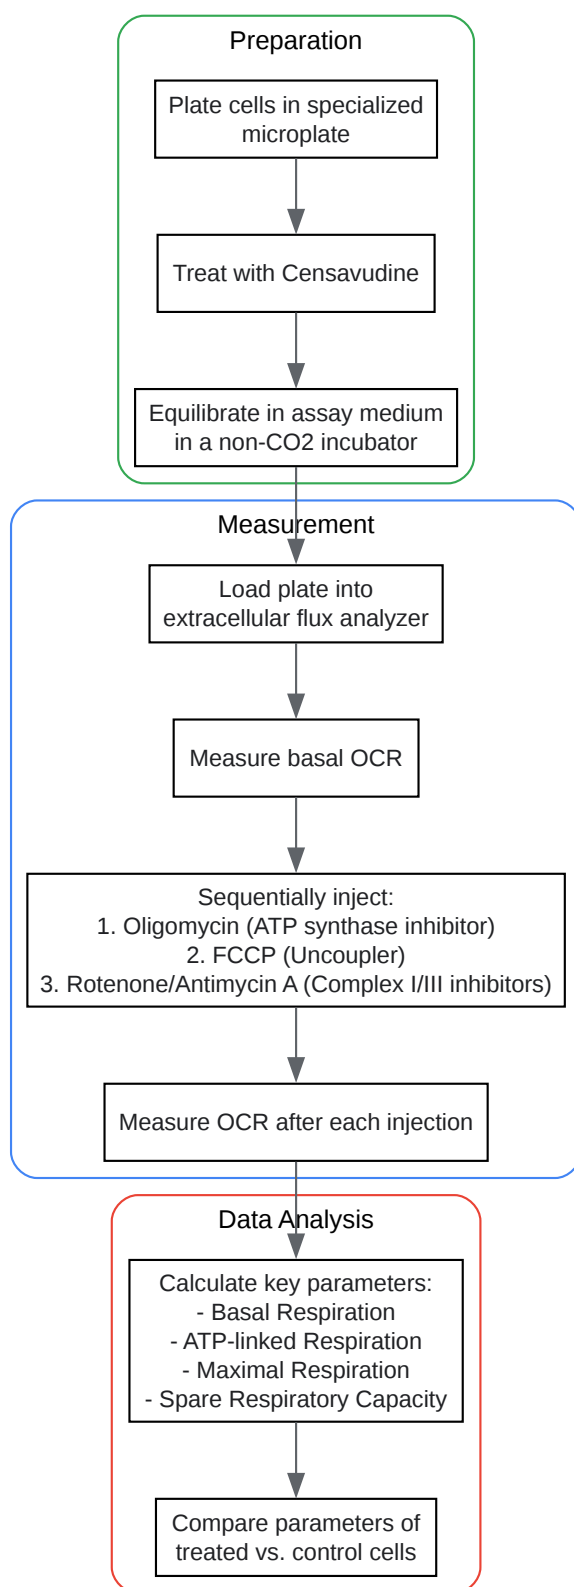 Preparation
Plate cells in specialized
microplate
Treat with Censavudine
Equilibrate in assay medium
in a non-CO2 incubator
Measurement
Load plate into
extracellular flux analyzer
Measure basal OCR
Sequentially inject:
1. Oligomycin (ATP synthase inhibitor)
2. FCCP (Uncoupler)
3. Rotenone/Antimycin A (Complex I/III inhibitors)
Measure OCR after each injection
Data Analysis
Calculate key parameters:
- Basal Respiration
- ATP-linked Respiration
- Maximal Respiration
- Spare Respiratory Capacity
Compare parameters of
treated vs. control cells